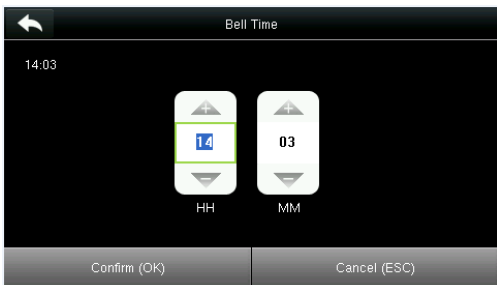 Bell Time
14:03
14 03
HH MM
Confirm (OK) Cancel (ESC)